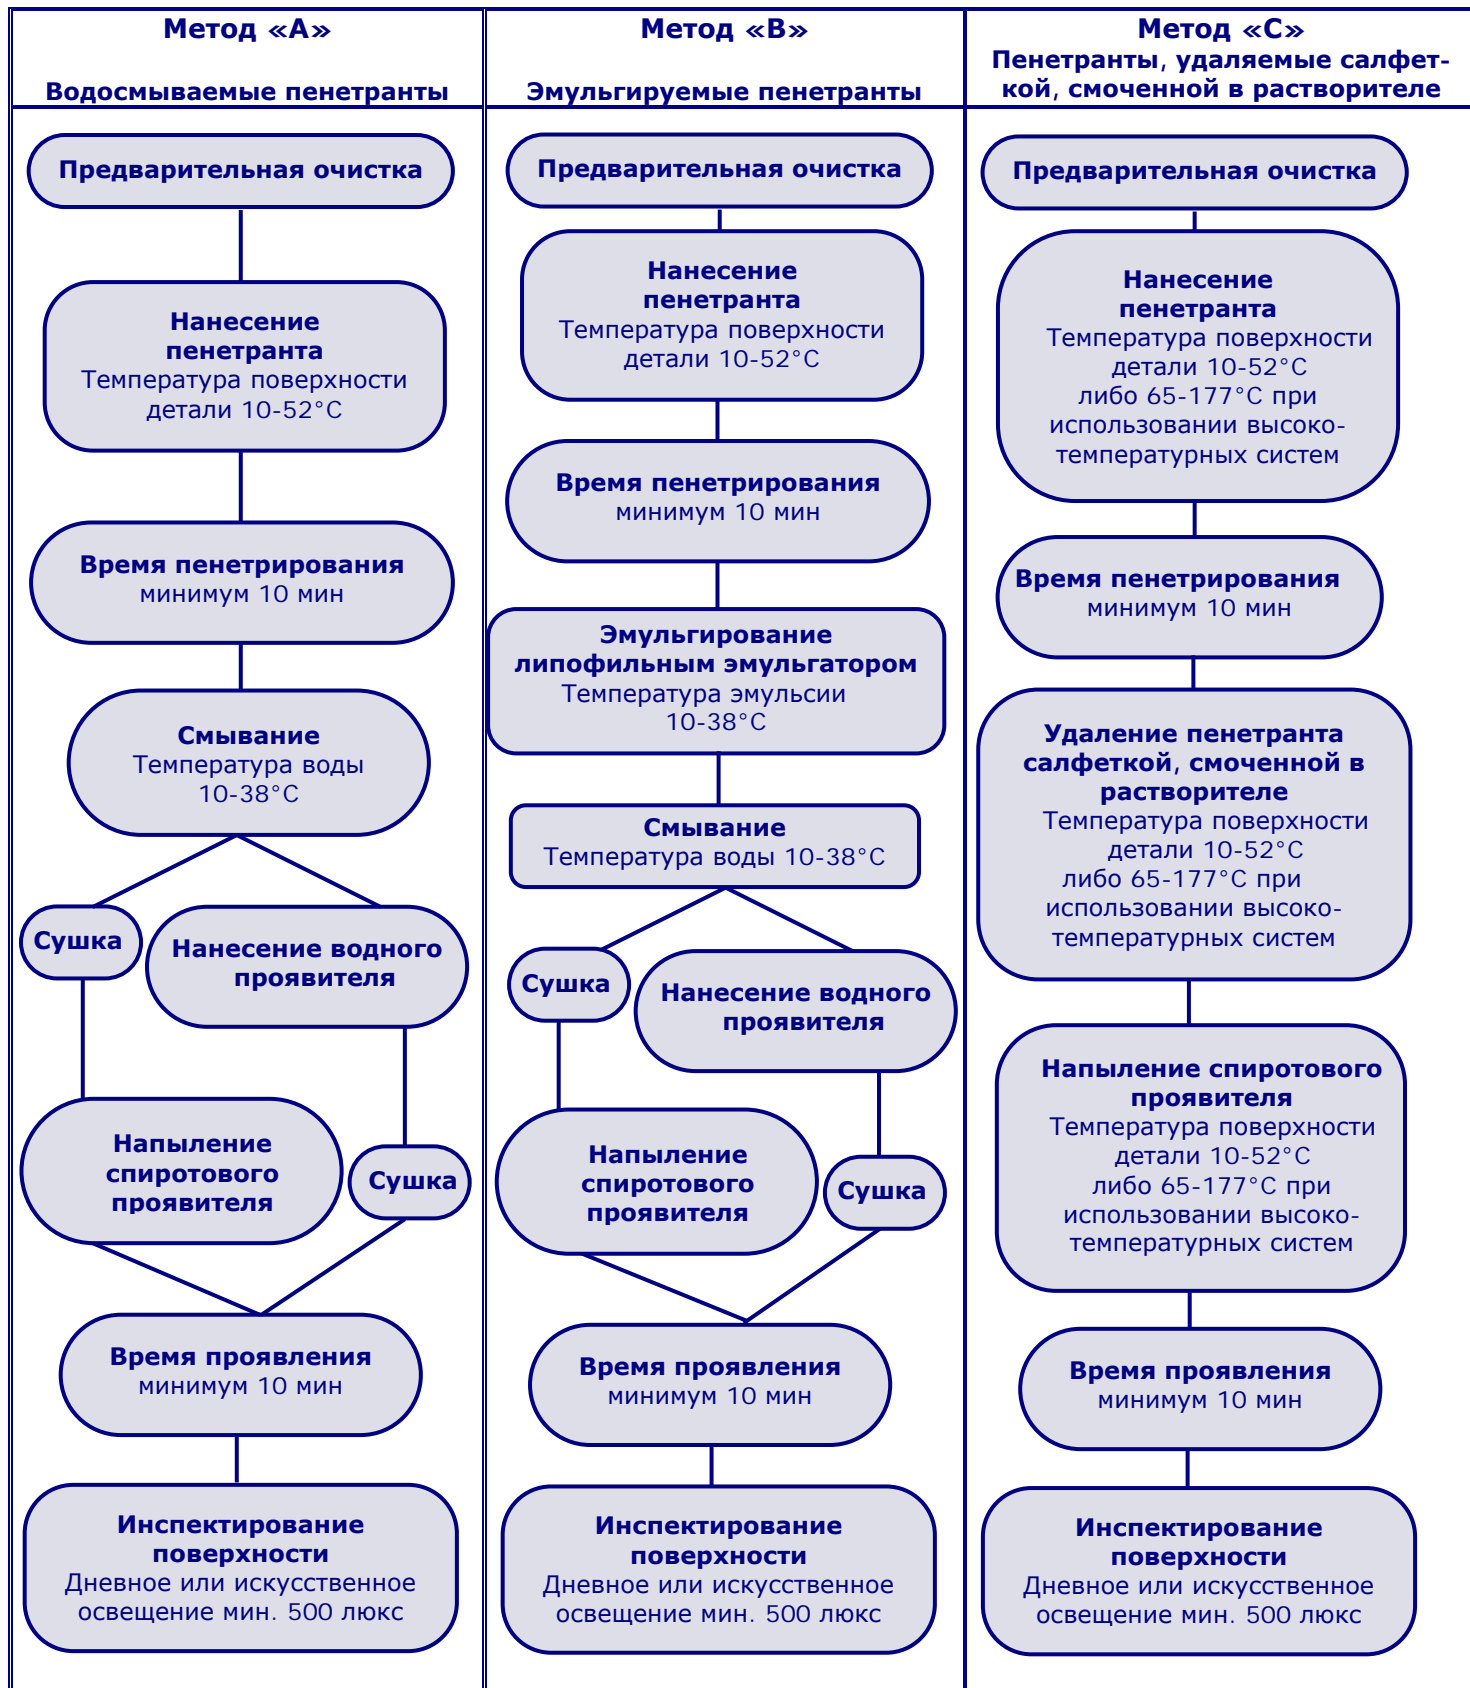 Метод «А»
Водосмываемые пенетранты
Предварительная очистка
Нанесение
пенетранта
Температура поверхности
детали 10-52°С
Время пенетрирования
минимум 10 мин
Смывание
Температура воды
10-38°С
Сушка
Нанесение водного
проявителя
Напыление
спиротового
проявителя
Сушка
Время проявления
минимум 10 мин
Инспектирование
поверхности
Дневное или искусственное
освещение мин. 500 люкс
Метод «В»
Эмульгируемые пенетранты
Предварительная очистка
Нанесение
пенетранта
Температура поверхности
детали 10-52°С
Время пенетрирования
минимум 10 мин
Эмульгирование
липофильным эмульгатором
Температура эмульсии
10-38°С
Смывание
Температура воды 10-38°С
Сушка
Нанесение водного
проявителя
Напыление
спиротового
проявителя
Сушка
Время проявления
минимум 10 мин
Инспектирование
поверхности
Дневное или искусственное
освещение мин. 500 люкс
Метод «С»
Пенетранты, удаляемые салфет-
кой, смоченной в растворителе
Предварительная очистка
Нанесение
пенетранта
Температура поверхности
детали 10-52°С
либо 65-177°С при
использовании высоко-
температурных систем
Время пенетрирования
минимум 10 мин
Удаление пенетранта
салфеткой, смоченной в
растворителе
Температура поверхности
детали 10-52°С
либо 65-177°С при
использовании высоко-
температурных систем
Напыление спиротового
проявителя
Температура поверхности
детали 10-52°С
либо 65-177°С при
использовании высоко-
температурных систем
Время проявления
минимум 10 мин
Инспектирование
поверхности
Дневное или искусственное
освещение мин. 500 люкс